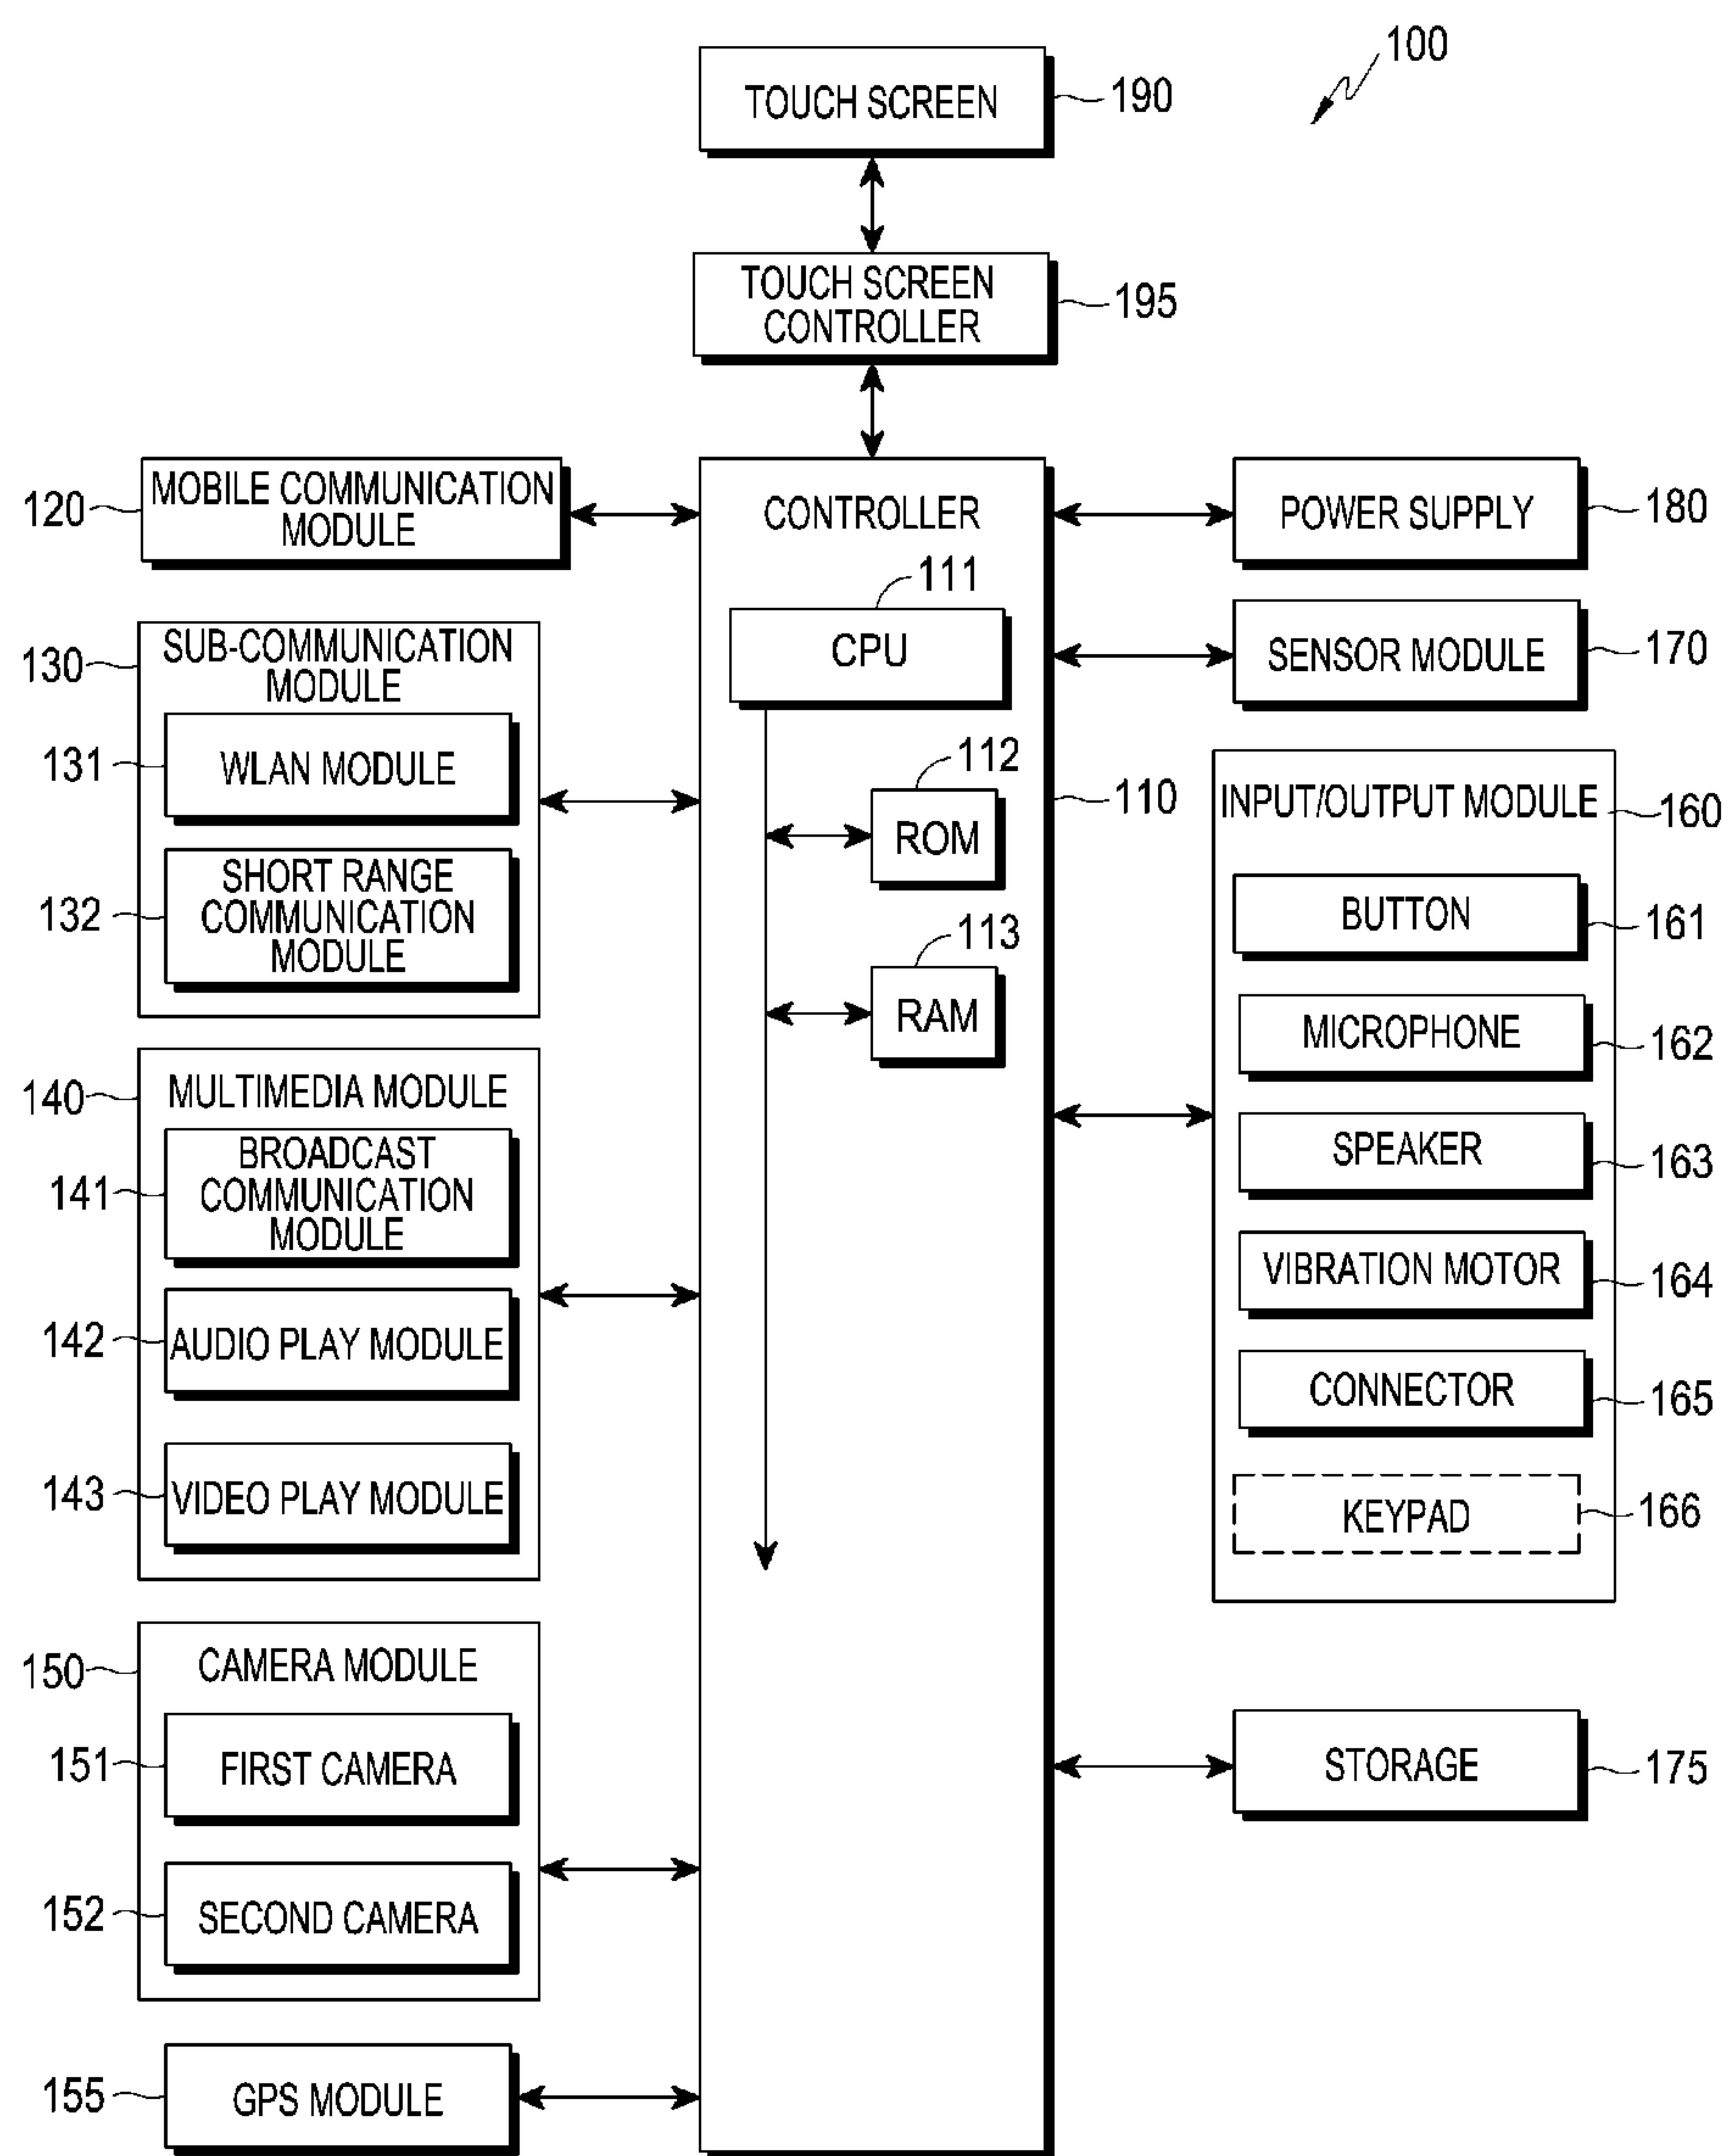 100
TOUCH SCREEN
190
TOUCH SCREEN
CONTROLLER
195
120
MOBILE COMMUNICATION
MODULE
130
SUB-COMMUNICATION
MODULE
131
WLAN MODULE
132
SHORT RANGE
COMMUNICATION
MODULE
140
MULTIMEDIA MODULE
141
BROADCAST
COMMUNICATION
MODULE
142
AUDIO PLAY MODULE
143
VIDEO PLAY MODULE
150
CAMERA MODULE
151
FIRST CAMERA
152
SECOND CAMERA
155
GPS MODULE
CONTROLLER
111
CPU
112
ROM
110
113
RAM
POWER SUPPLY
180
SENSOR MODULE
170
INPUT/OUTPUT MODULE
160
BUTTON
161
MICROPHONE
162
SPEAKER
163
VIBRATION MOTOR
164
CONNECTOR
165
KEYPAD
166
STORAGE
175